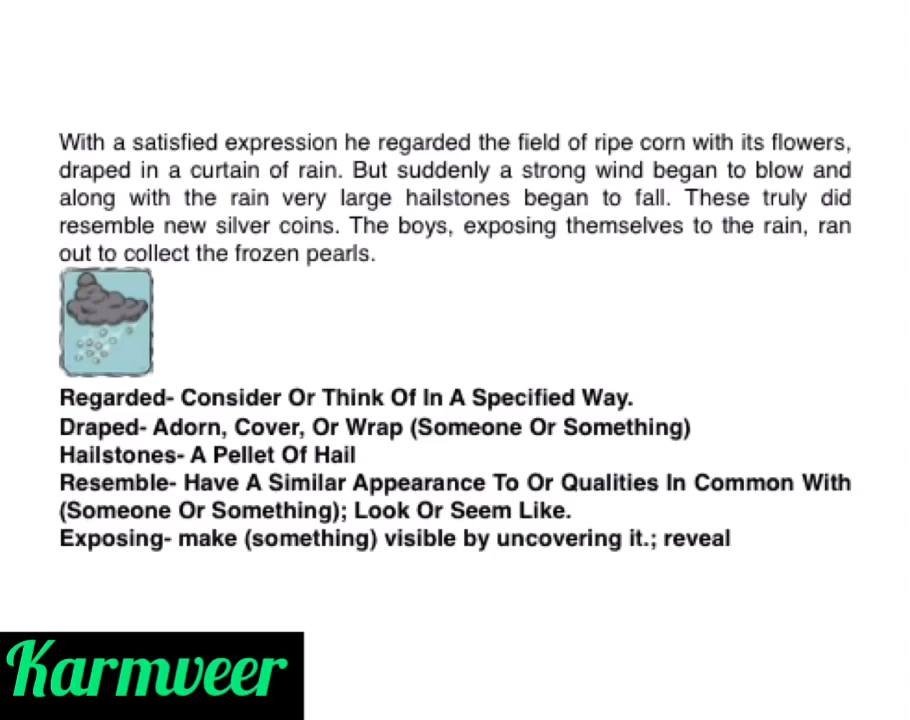 With a satisfied expression he regarded the field of ripe corn with its flowers,
draped in a curtain of rain. But suddenly a strong wind began to blow and
along with the rain very large hailstones began to fall. These truly did
resemble new silver coins. The boys, exposing themselves to the rain, ran
out to collect the frozen pearls.
Regarded- Consider Or Think Of In A Specified Way.
Draped- Adorn, Cover, Or Wrap (Someone Or Something)
Hailstones- A Pellet Of Hail
Resemble- Have A Similar Appearance To Or Qualities In Common With
(Someone Or Something); Look Or Seem Like.
Exposing- make (something) visible by uncovering it.; reveal
Karmveer